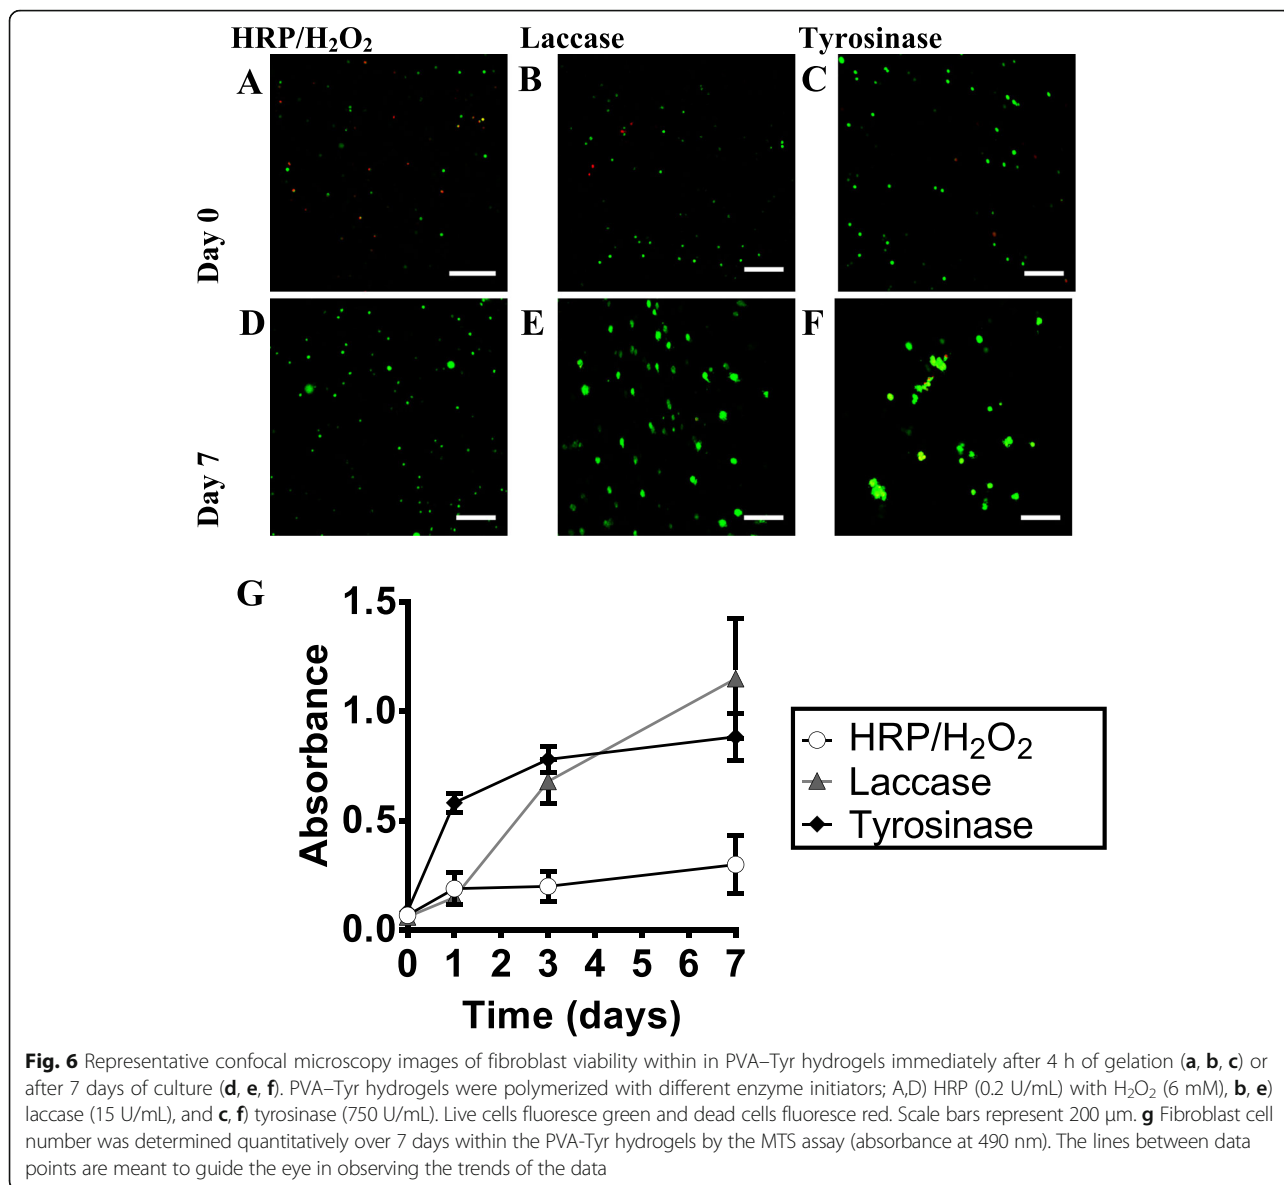 HRP/H₂O₂ Laccase Tyrosinase
A B C
Day 0
D E F
Day 7
G
1.5
1.0
0.5
0.0
Absorbance
0 1 2 3 4 5 6 7
Time (days)
HRP/H₂O₂
Laccase
Tyrosinase
Fig. 6 Representative confocal microscopy images of fibroblast viability within in PVA–Tyr hydrogels immediately after 4 h of gelation (a, b, c) or
after 7 days of culture (d, e, f). PVA–Tyr hydrogels were polymerized with different enzyme initiators; A,D) HRP (0.2 U/mL) with H₂O₂ (6 mM), b, e)
laccase (15 U/mL), and c, f) tyrosinase (750 U/mL). Live cells fluoresce green and dead cells fluoresce red. Scale bars represent 200 μm. g Fibroblast cell
number was determined quantitatively over 7 days within the PVA-Tyr hydrogels by the MTS assay (absorbance at 490 nm). The lines between data
points are meant to guide the eye in observing the trends of the data